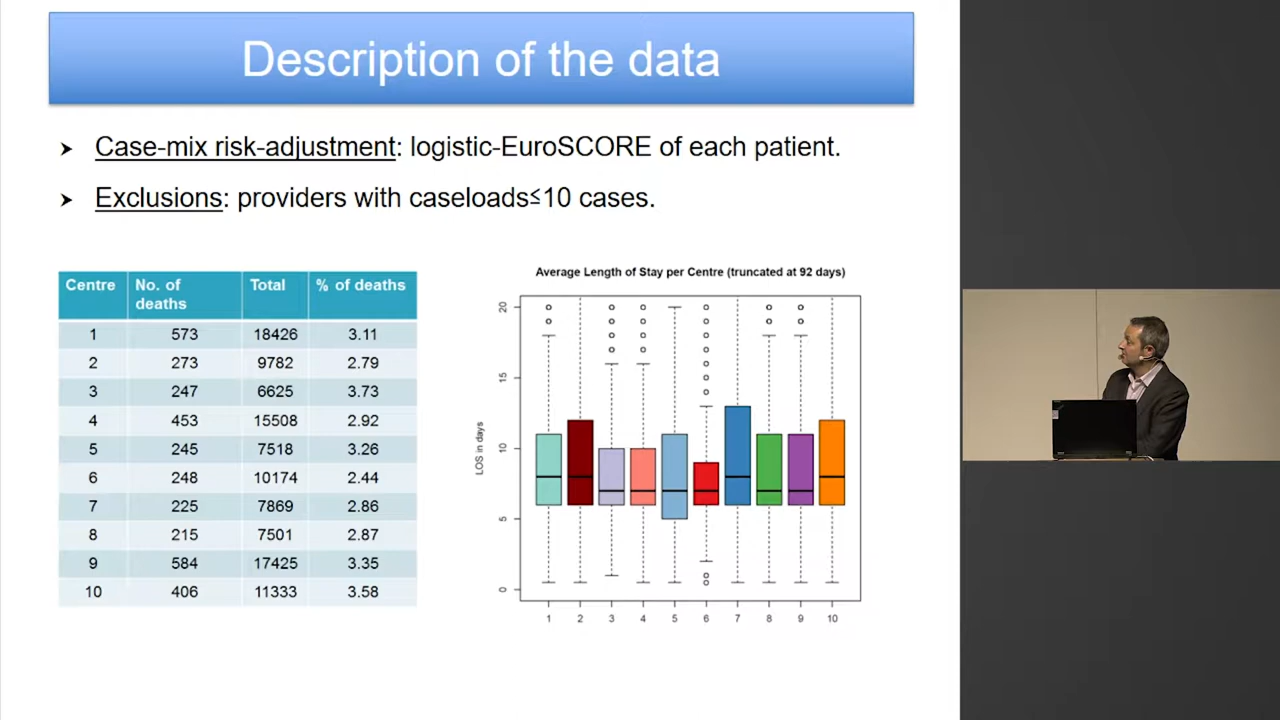 Description of the data
➤ Case-mix risk-adjustment: logistic-EuroSCORE of each patient.
➤ Exclusions: providers with caseloads≤10 cases.
Centre No. of deaths Total % of deaths
1 573 18426 3.11
2 273 9782 2.79
3 247 6625 3.73
4 453 15508 2.92
5 245 7518 3.26
6 248 10174 2.44
7 225 7869 2.86
8 215 7501 2.87
9 584 17425 3.35
10 406 11333 3.58
Average Length of Stay per Centre (truncated at 92 days)
LOS in days
20
15
10
5
0
1 2 3 4 5 6 7 8 9 10